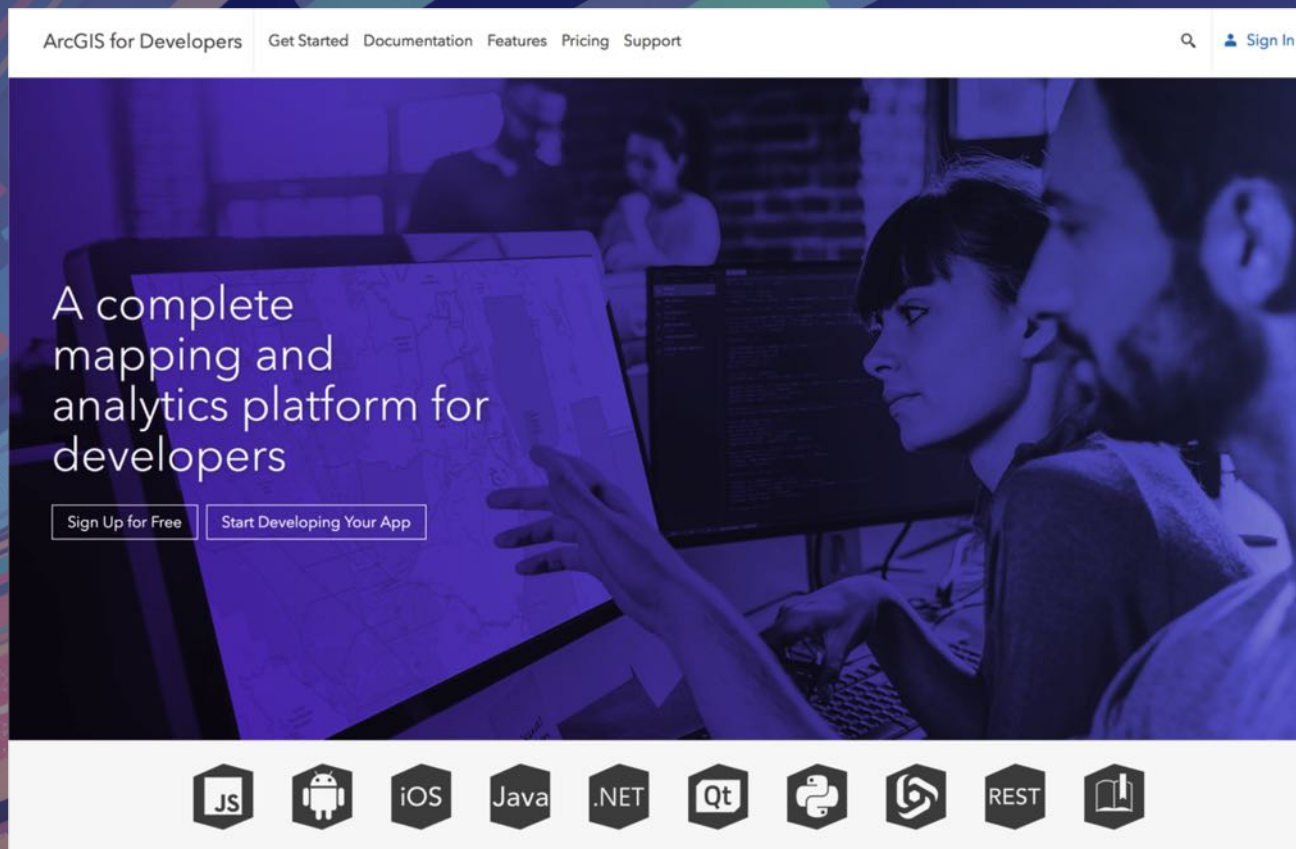 ArcGIS for Developers
Get Started Documentation Features Pricing Support
Sign In
A complete
mapping and
analytics platform for
developers
Sign Up for Free
Start Developing Your App
JS
iOS
Java
.NET
Qt
REST